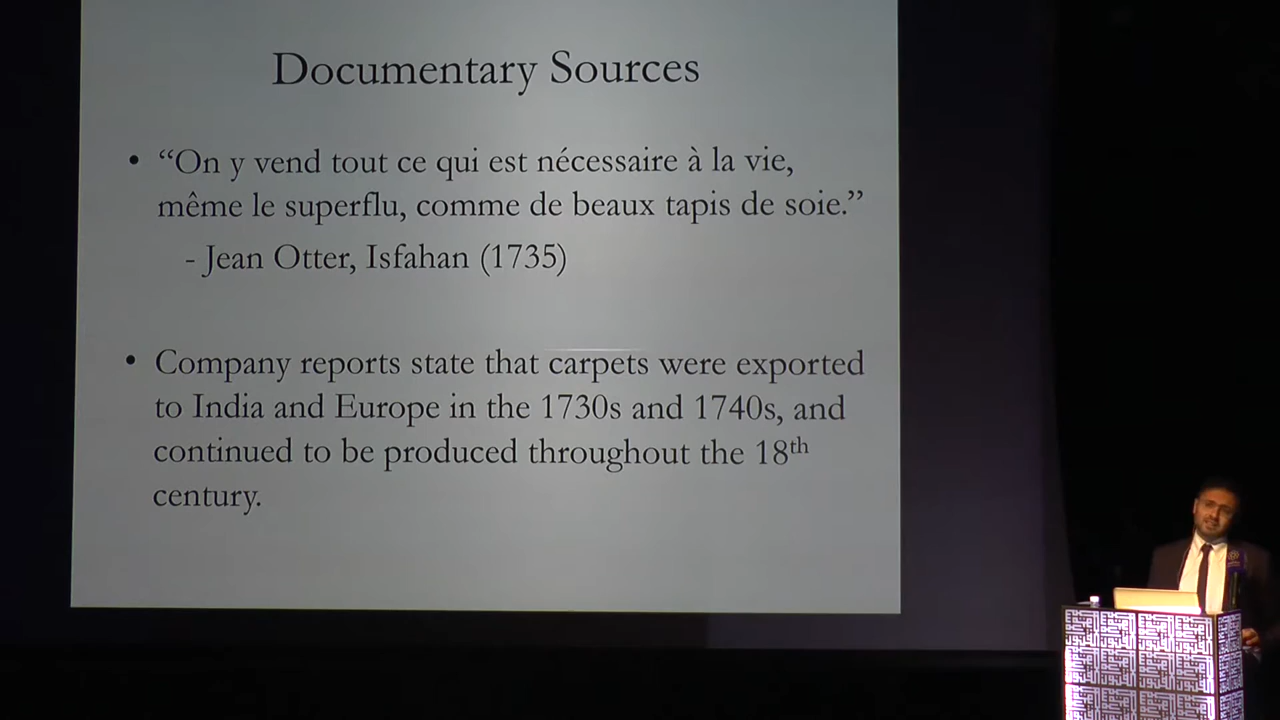 Documentary Sources
• “On y vend tout ce qui est nécessaire à la vie,
même le superflu, comme de beaux tapis de soie.”
- Jean Otter, Isfahan (1735)
• Company reports state that carpets were exported
to India and Europe in the 1730s and 1740s, and
continued to be produced throughout the 18th
century.